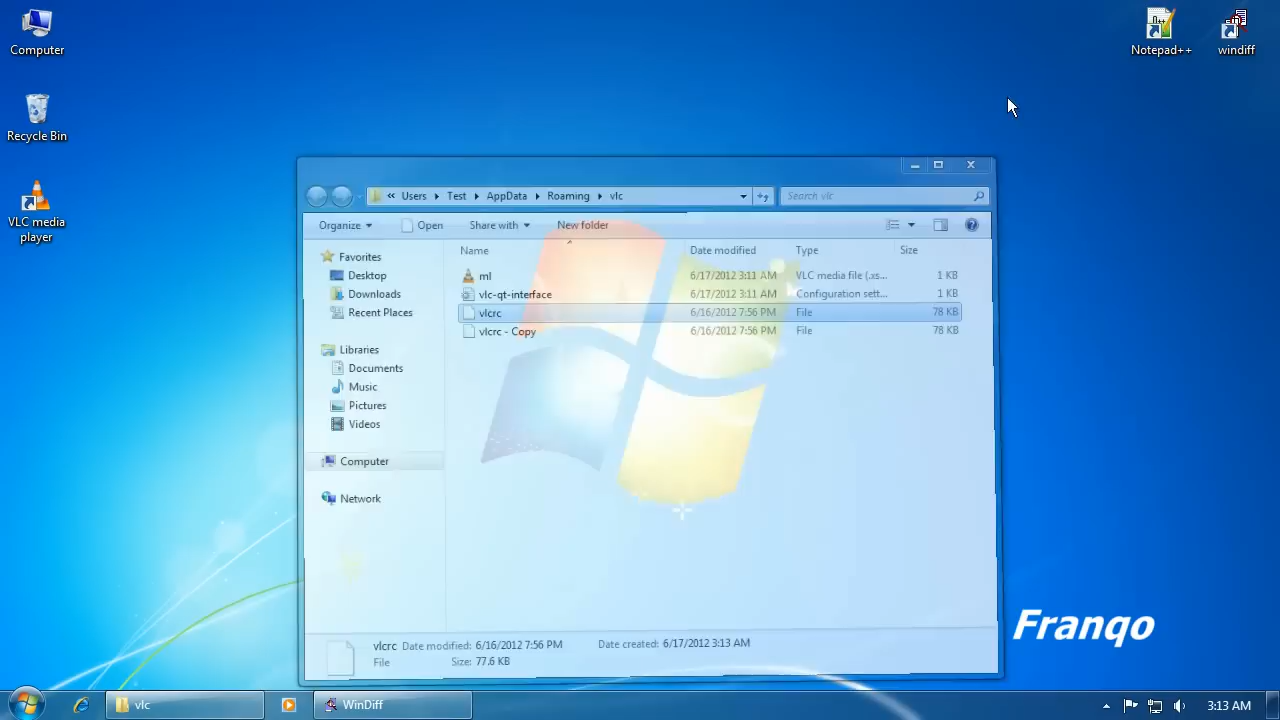 Computer
Recycle Bin
VLC media
player
Notepad++
windiff
« Users Test AppData Roaming vlc
Search vlc
Organize Open Share with New folder
Favorites
Desktop
Downloads
Recent Places
Libraries
Documents
Music
Pictures
Videos
Computer
Network
Name Date modified Type Size
ml 6/17/2012 3:11 AM VLC media file (.xs... 1 KB
vlc-qt-interface 6/17/2012 3:11 AM Configuration sett... 1 KB
vlcrc 6/16/2012 7:56 PM File 78 KB
vlcrc - Copy 6/16/2012 7:56 PM File 78 KB
vlcrc Date modified: 6/16/2012 7:56 PM Date created: 6/17/2012 3:13 AM
File Size: 77.6 KB
Franqo
vlc
WinDiff
3:13 AM